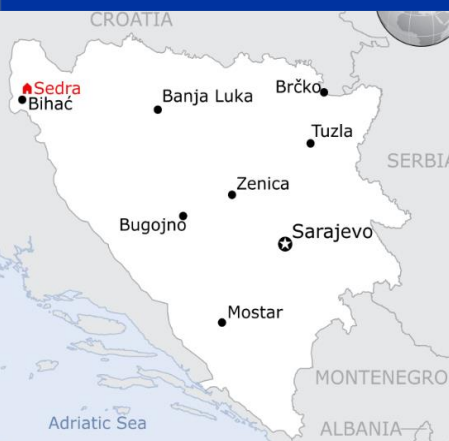 CROATIA
Sedra
Bihać
Banja Luka
Brčko
Tuzla
SERBIA
Zenica
Bugojno
Sarajevo
Mostar
MONTENEGRO
Adriatic Sea
ALBANIA